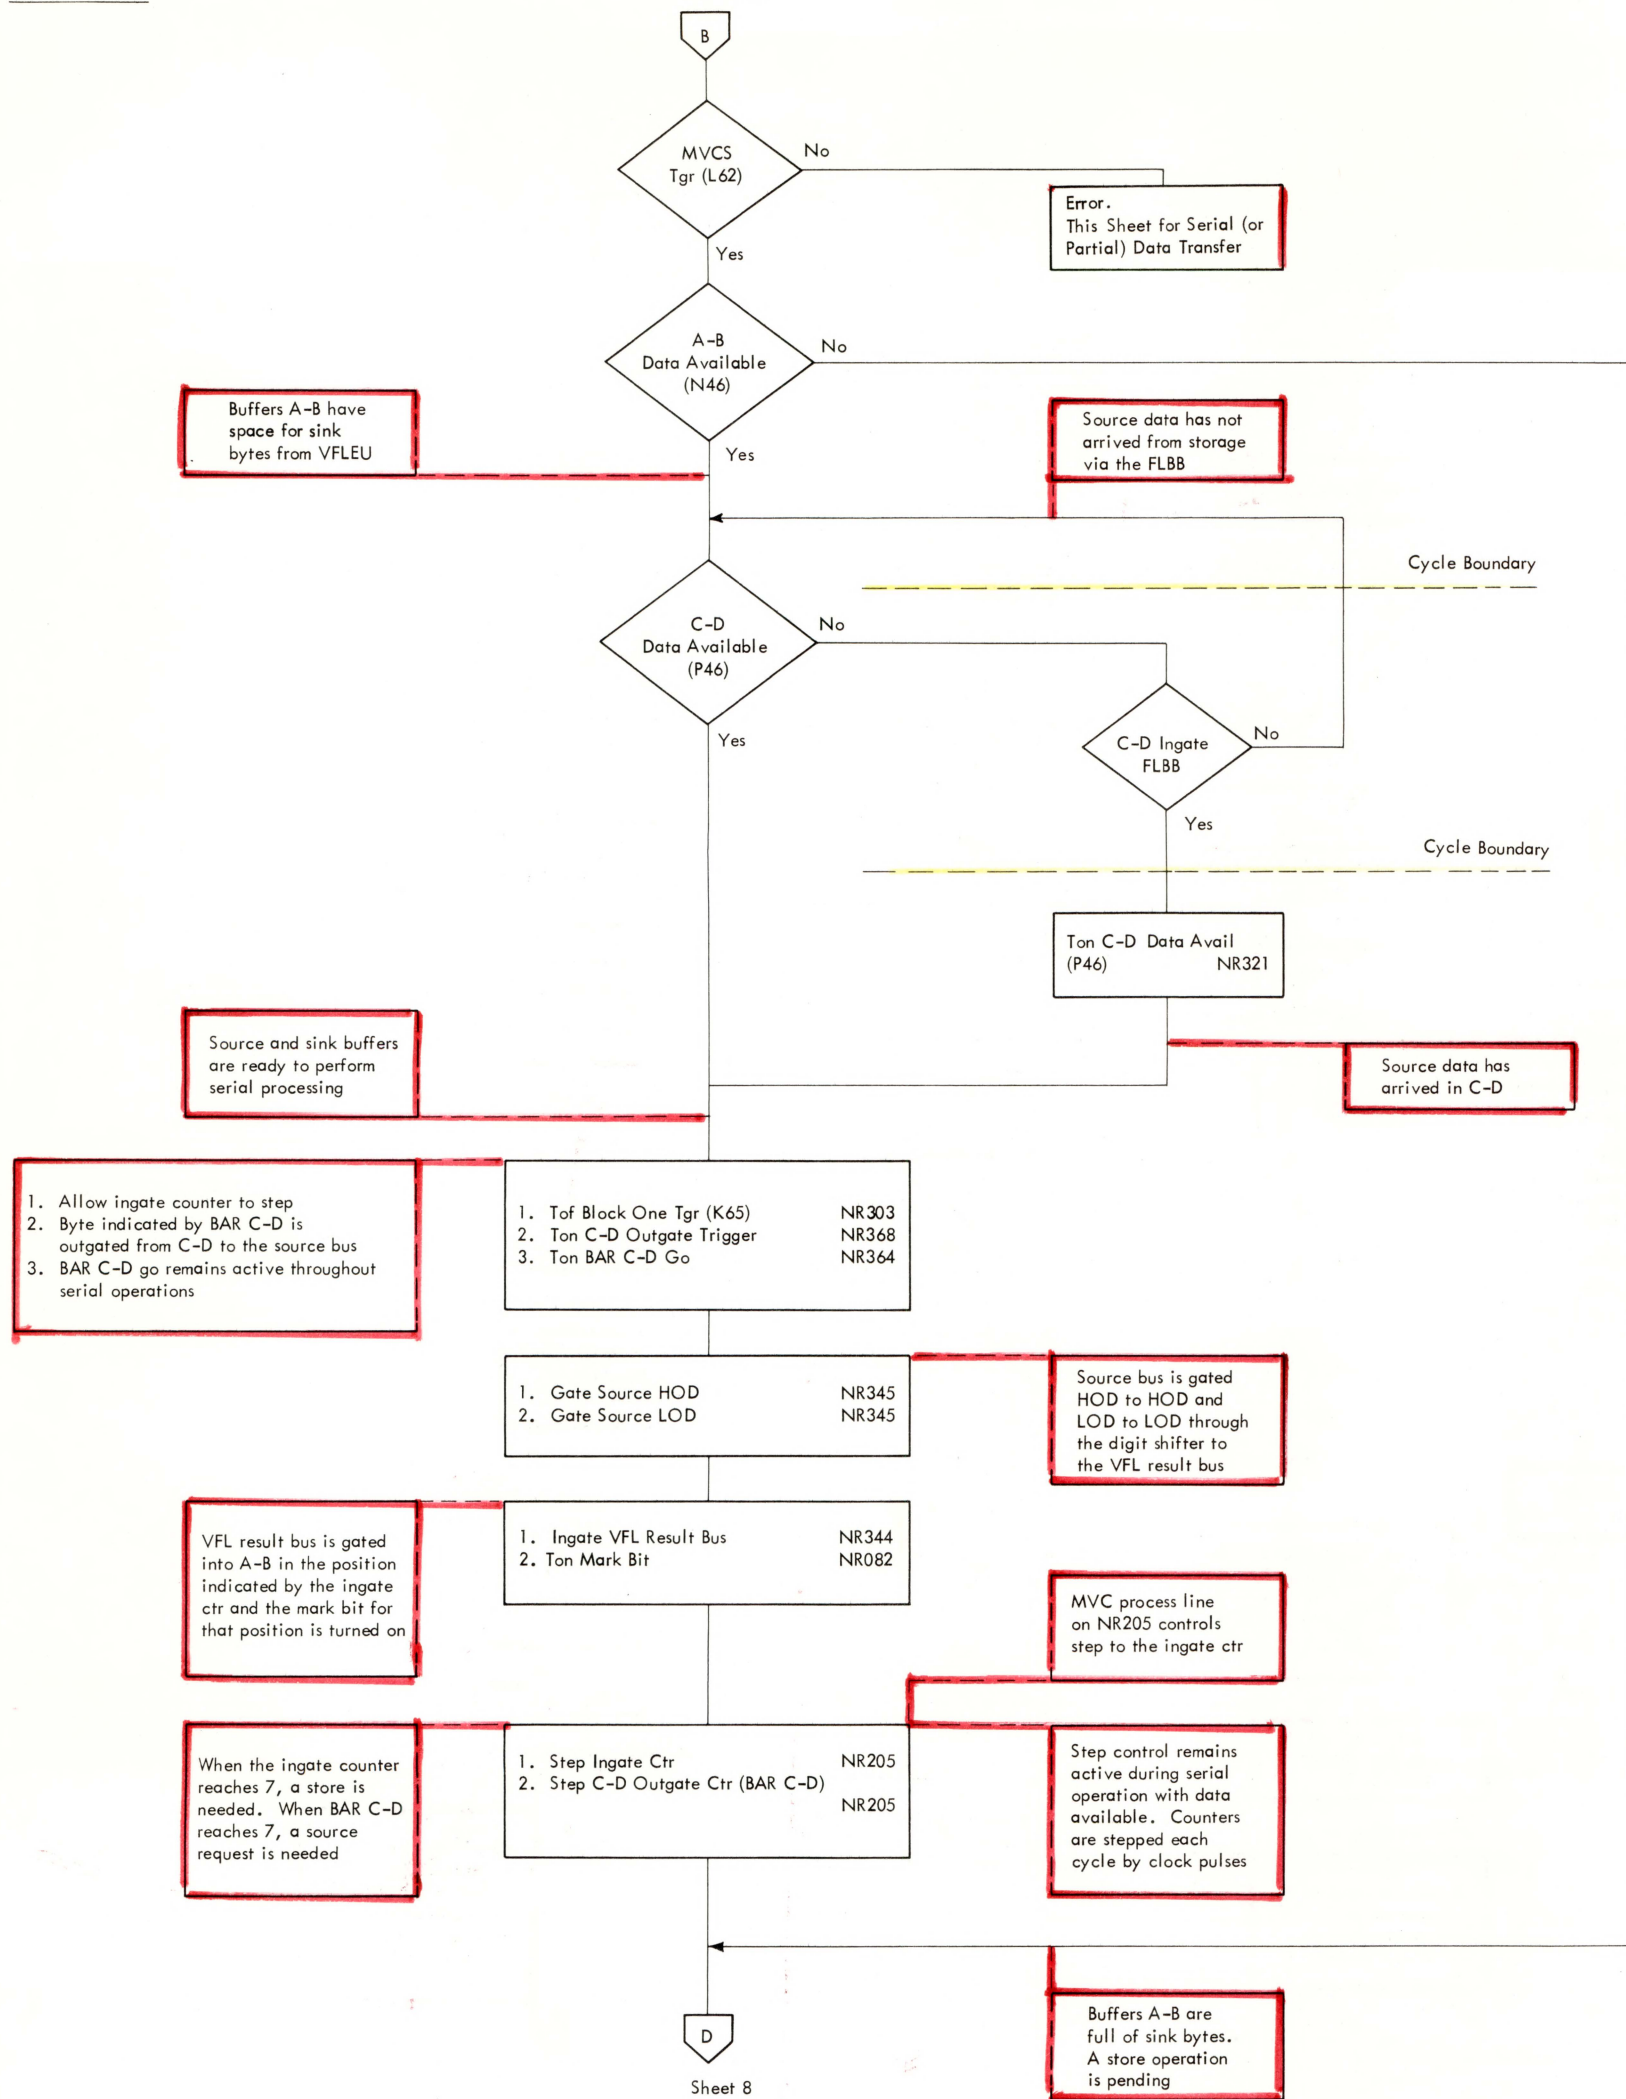 B
MVCS
Tgr (L62)
No
Error.
This Sheet for Serial (or
Partial) Data Transfer
Yes
A-B
Data Available
(N46)
No
Buffers A-B have
space for sink
bytes from VFLEU
Yes
Source data has not
arrived from storage
via the FLBB
Cycle Boundary
C-D
Data Available
(P46)
No
Yes
C-D Ingate
FLBB
No
Yes
Cycle Boundary
Ton C-D Data Avail
(P46) NR321
Source and sink buffers
are ready to perform
serial processing
Source data has
arrived in C-D
1. Allow ingate counter to step
2. Byte indicated by BAR C-D is
outgated from C-D to the source bus
3. BAR C-D go remains active throughout
serial operations
1. Tof Block One Tgr (K65) NR303
2. Ton C-D Outgate Trigger NR368
3. Ton BAR C-D Go NR364
1. Gate Source HOD NR345
2. Gate Source LOD NR345
Source bus is gated
HOD to HOD and
LOD to LOD through
the digit shifter to
the VFL result bus
VFL result bus is gated
into A-B in the position
indicated by the ingate
ctr and the mark bit for
that position is turned on
1. Ingate VFL Result Bus NR344
2. Ton Mark Bit NR082
MVC process line
on NR205 controls
step to the ingate ctr
When the ingate counter
reaches 7, a store is
needed. When BAR C-D
reaches 7, a source
request is needed
1. Step Ingate Ctr NR205
2. Step C-D Outgate Ctr (BAR C-D)
NR205
Step control remains
active during serial
operation with data
available. Counters
are stepped each
cycle by clock pulses
D
Sheet 8
Buffers A-B are
full of sink bytes.
A store operation
is pending